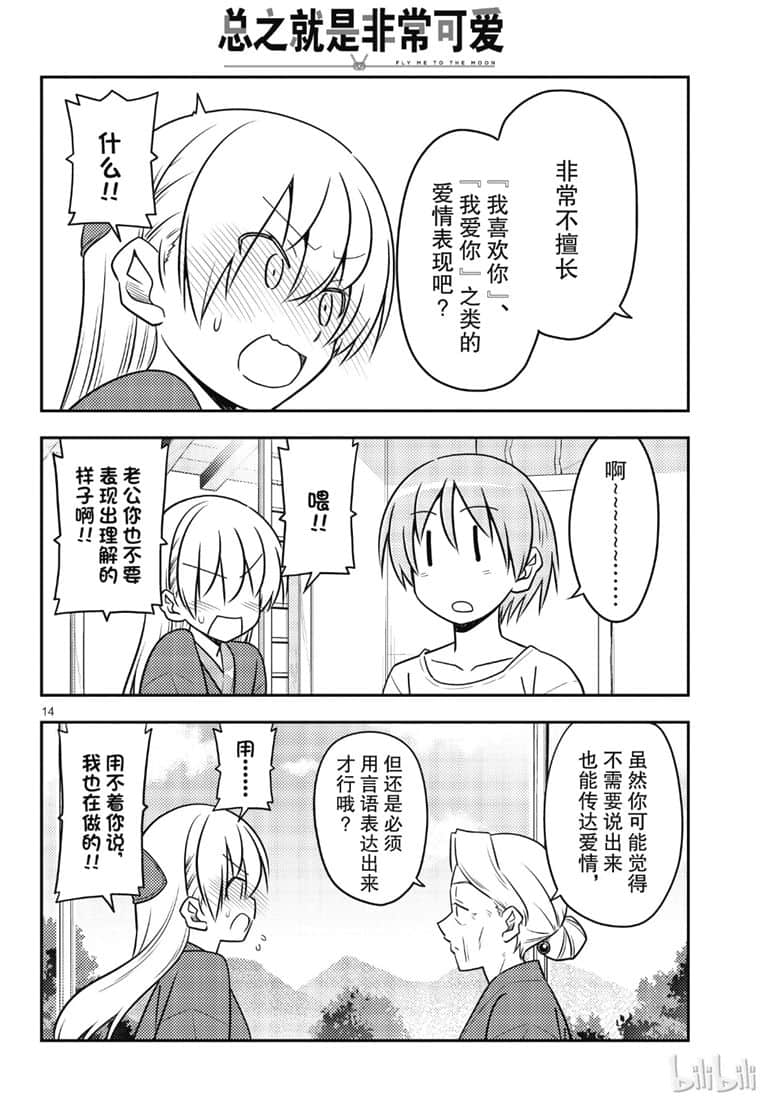 总之就是非常可爱
FLY ME TO THE MOON
非常不擅长
『我喜欢你』、
『我爱你』之类的
爱情表现吧？
什么!!
啊~~~~~~………
喂!!
老公你也不要
表现出理解的
样子啊!!
14
虽然你可能觉得
不需要说出来
也能传达爱情，
但还是必须
用言语表达出来
才行哦？
用……
用不着你说，
我也在做的!!
bilibili